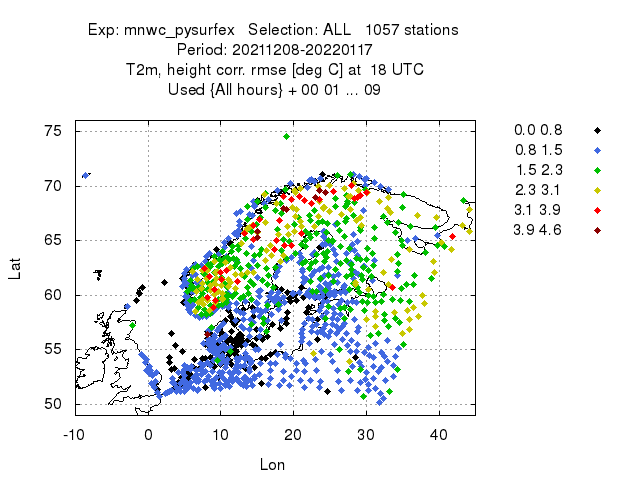 Exp: mnwc_pysurfex   Selection: ALL   1057 stations
Period: 20211208-20220117
T2m, height corr. rmse [deg C] at  18 UTC
Used {All hours} + 00 01 ... 09
0.0 0.8
0.8 1.5
1.5 2.3
2.3 3.1
3.1 3.9
3.9 4.6
75
70
65
60
55
50
Lat
-10 0 10 20 30 40
Lon